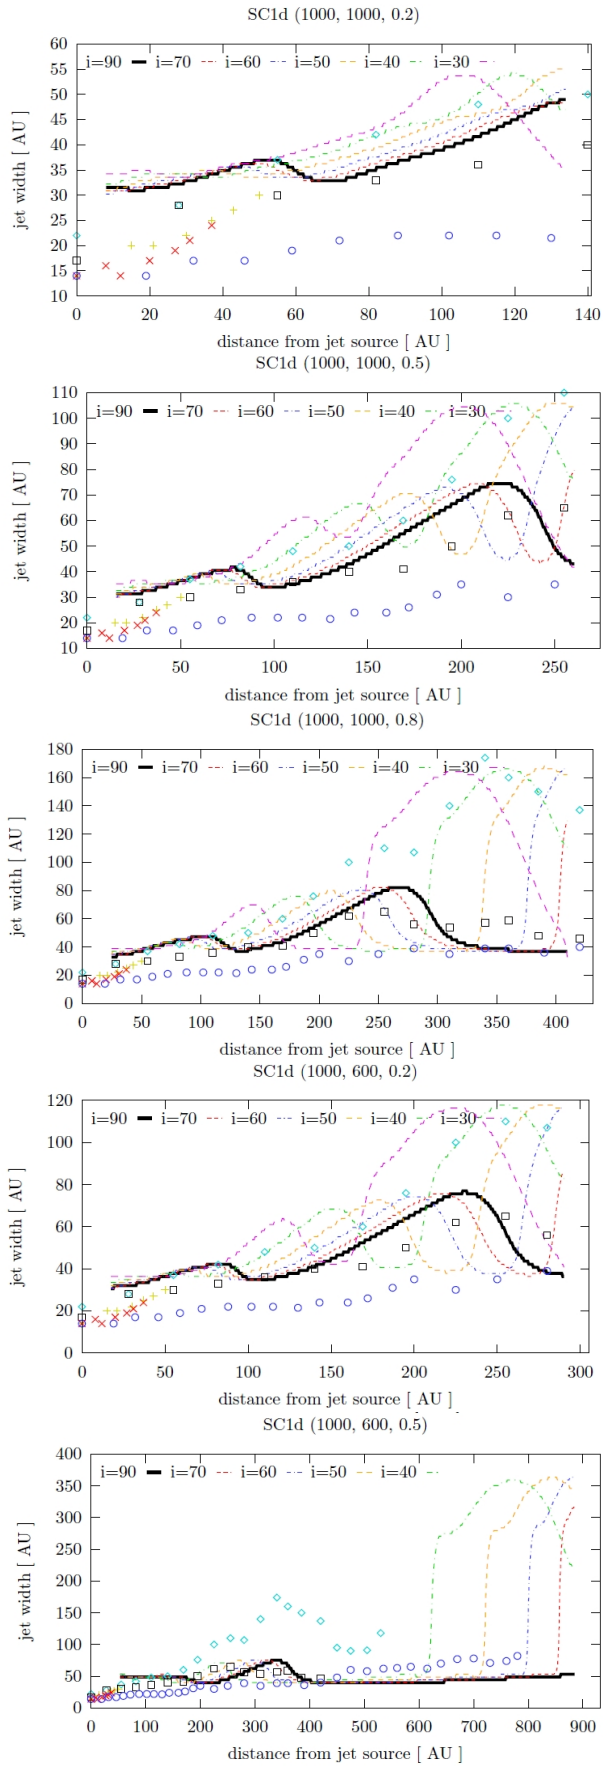 SC1d (1000, 1000, 0.2)
60
55
50
45
40
35
30
25
20
15
10
jet width [ AU ]
i=90 i=70 i=60 i=50 i=40 i=30
0 20 40 60 80 100 120 140
distance from jet source [ AU ]
SC1d (1000, 1000, 0.5)
110
100
90
80
70
60
50
40
30
20
10
jet width [ AU ]
i=90 i=70 i=60 i=50 i=40 i=30
0 50 100 150 200 250
distance from jet source [ AU ]
SC1d (1000, 1000, 0.8)
180
160
140
120
100
80
60
40
20
0
jet width [ AU ]
i=90 i=70 i=60 i=50 i=40 i=30
0 50 100 150 200 250 300 350 400
distance from jet source [ AU ]
SC1d (1000, 600, 0.2)
120
100
80
60
40
20
0
jet width [ AU ]
i=90 i=70 i=60 i=50 i=40 i=30
0 50 100 150 200 250 300
distance from jet source [ AU ]
SC1d (1000, 600, 0.5)
400
350
300
250
200
150
100
50
0
jet width [ AU ]
i=90 i=70 i=60 i=50 i=40
0 100 200 300 400 500 600 700 800 900
distance from jet source [ AU ]